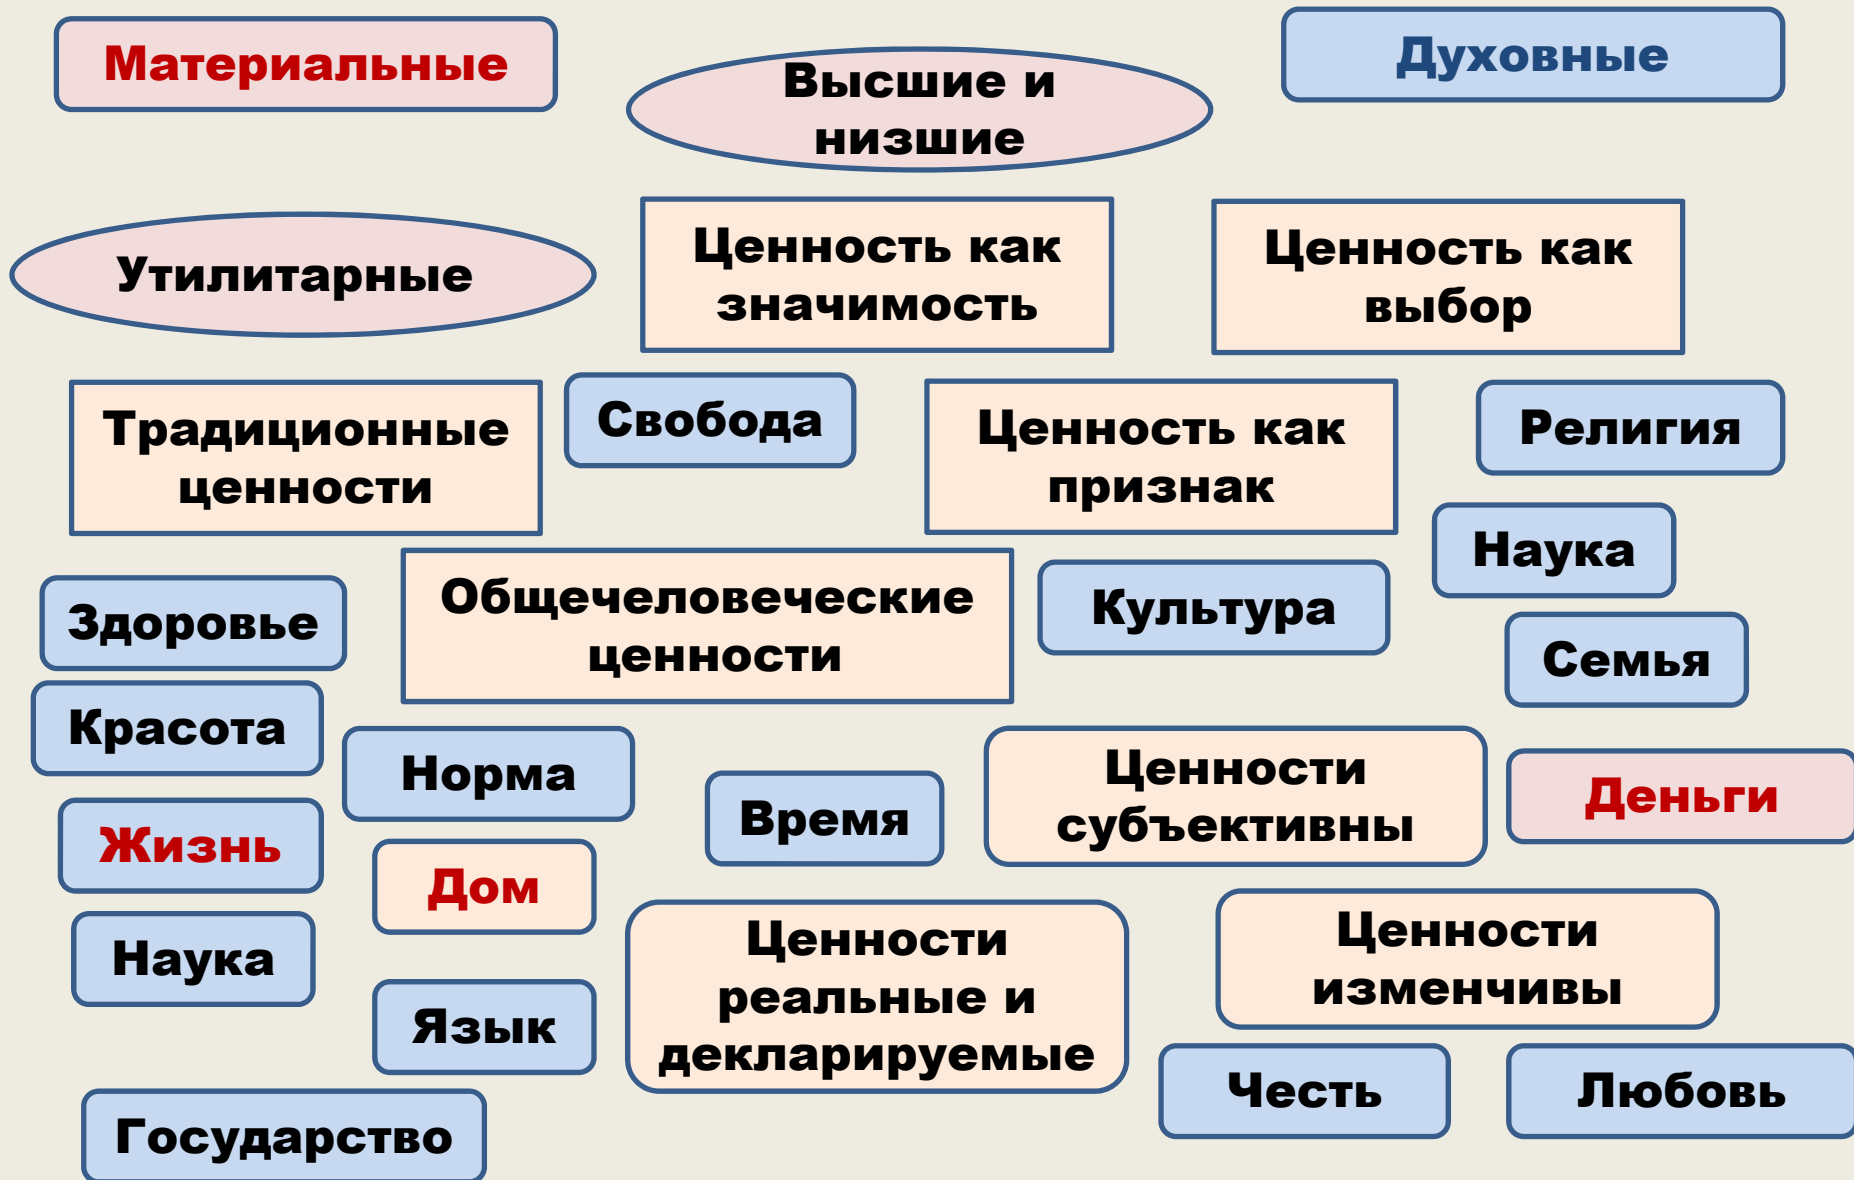 Материальные
Высшие и
низшие
Духовные
Утилитарные
Ценность как
значимость
Ценность как
выбор
Традиционные
ценности
Свобода
Ценность как
признак
Религия
Наука
Здоровье
Общечеловеческие
ценности
Культура
Семья
Красота
Норма
Время
Ценности
субъективны
Деньги
Жизнь
Дом
Наука
Ценности
реальные и
декларируемые
Ценности
изменчивы
Язык
Честь
Любовь
Государство